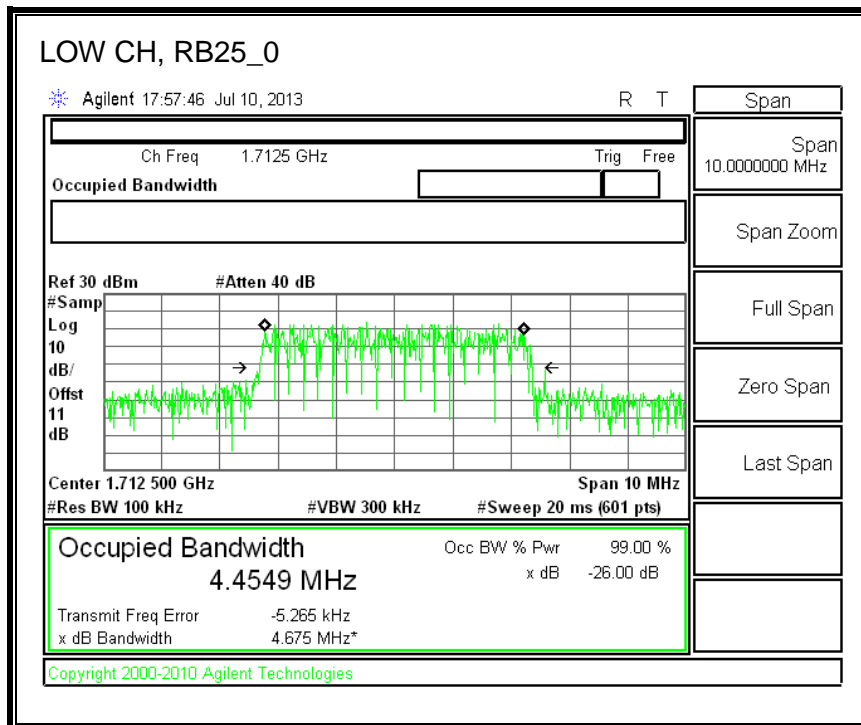 LOW CH, RB25_0
Agilent 17:57:46 Jul 10, 2013 R T
Span
Ch Freq 1.7125 GHz Trig Free
Occupied Bandwidth
Span
10.0000000 MHz
Span Zoom
Full Span
Zero Span
Last Span
Ref 30 dBm #Atten 40 dB
#Samp
Log
10
dB/
Offst
11
dB
Center 1.712 500 GHz Span 10 MHz
#Res BW 100 kHz #VBW 300 kHz #Sweep 20 ms (601 pts)
Occupied Bandwidth
4.4549 MHz
Occ BW % Pwr 99.00 %
x dB -26.00 dB
Transmit Freq Error -5.265 kHz
x dB Bandwidth 4.675 MHz*
Copyright 2000-2010 Agilent Technologies